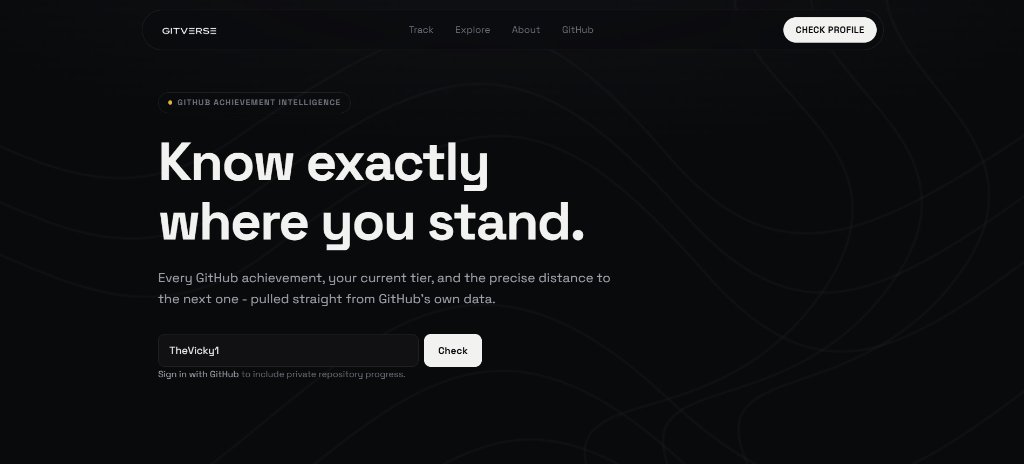 GITVERSE
Track Explore About GitHub
CHECK PROFILE
GITHUB ACHIEVEMENT INTELLIGENCE
Know exactly
where you stand.
Every GitHub achievement, your current tier, and the precise distance to
the next one - pulled straight from GitHub's own data.
TheVicky1
Check
Sign in with GitHub to include private repository progress.